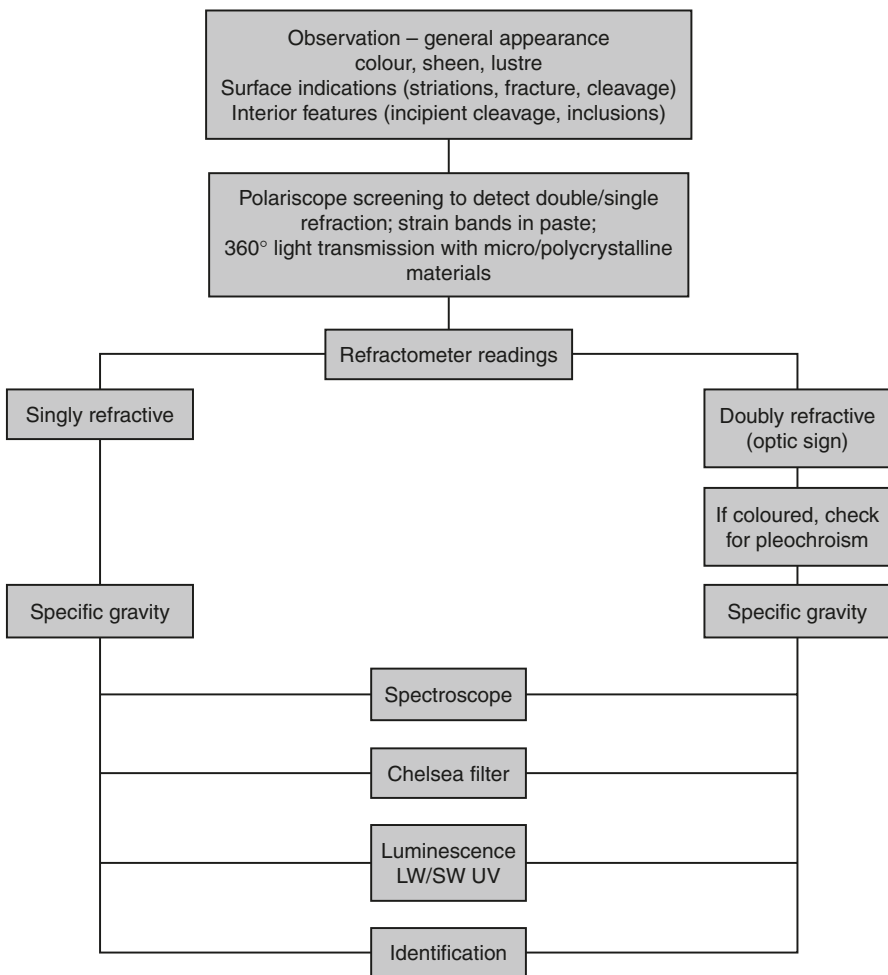 Observation – general appearance
colour, sheen, lustre
Surface indications (striations, fracture, cleavage)
Interior features (incipient cleavage, inclusions)
Polariscope screening to detect double/single
refraction; strain bands in paste;
360° light transmission with micro/polycrystalline
materials
Refractometer readings
Singly refractive
Doubly refractive
(optic sign)
If coloured, check
for pleochroism
Specific gravity
Specific gravity
Spectroscope
Chelsea filter
Luminescence
LW/SW UV
Identification